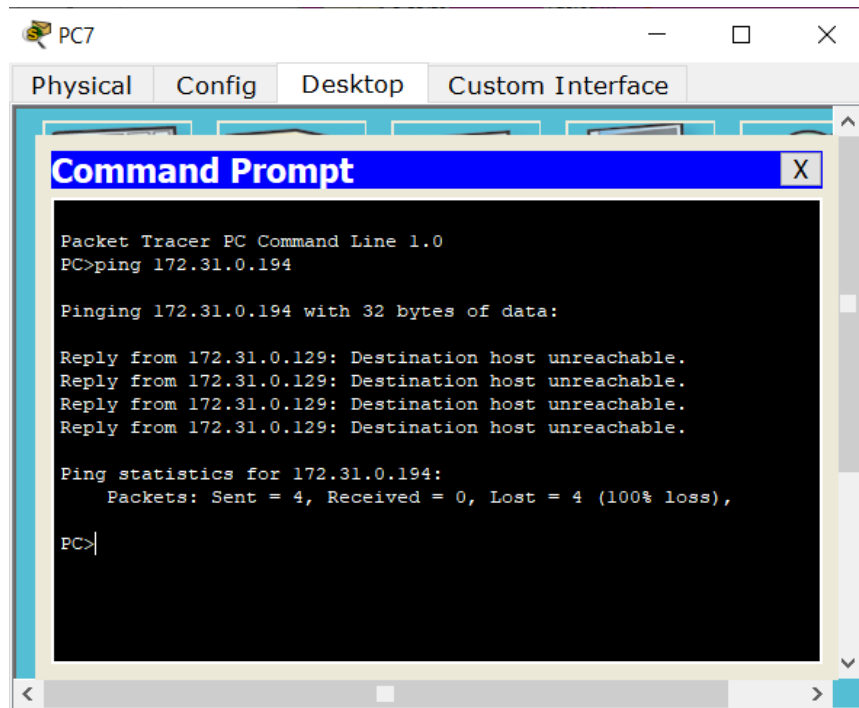 PC7
Physical Config Desktop Custom Interface
Command Prompt
X
Packet Tracer PC Command Line 1.0
PC>ping 172.31.0.194
Pinging 172.31.0.194 with 32 bytes of data:
Reply from 172.31.0.129: Destination host unreachable.
Reply from 172.31.0.129: Destination host unreachable.
Reply from 172.31.0.129: Destination host unreachable.
Reply from 172.31.0.129: Destination host unreachable.
Ping statistics for 172.31.0.194:
Packets: Sent = 4, Received = 0, Lost = 4 (100% loss),
PC>